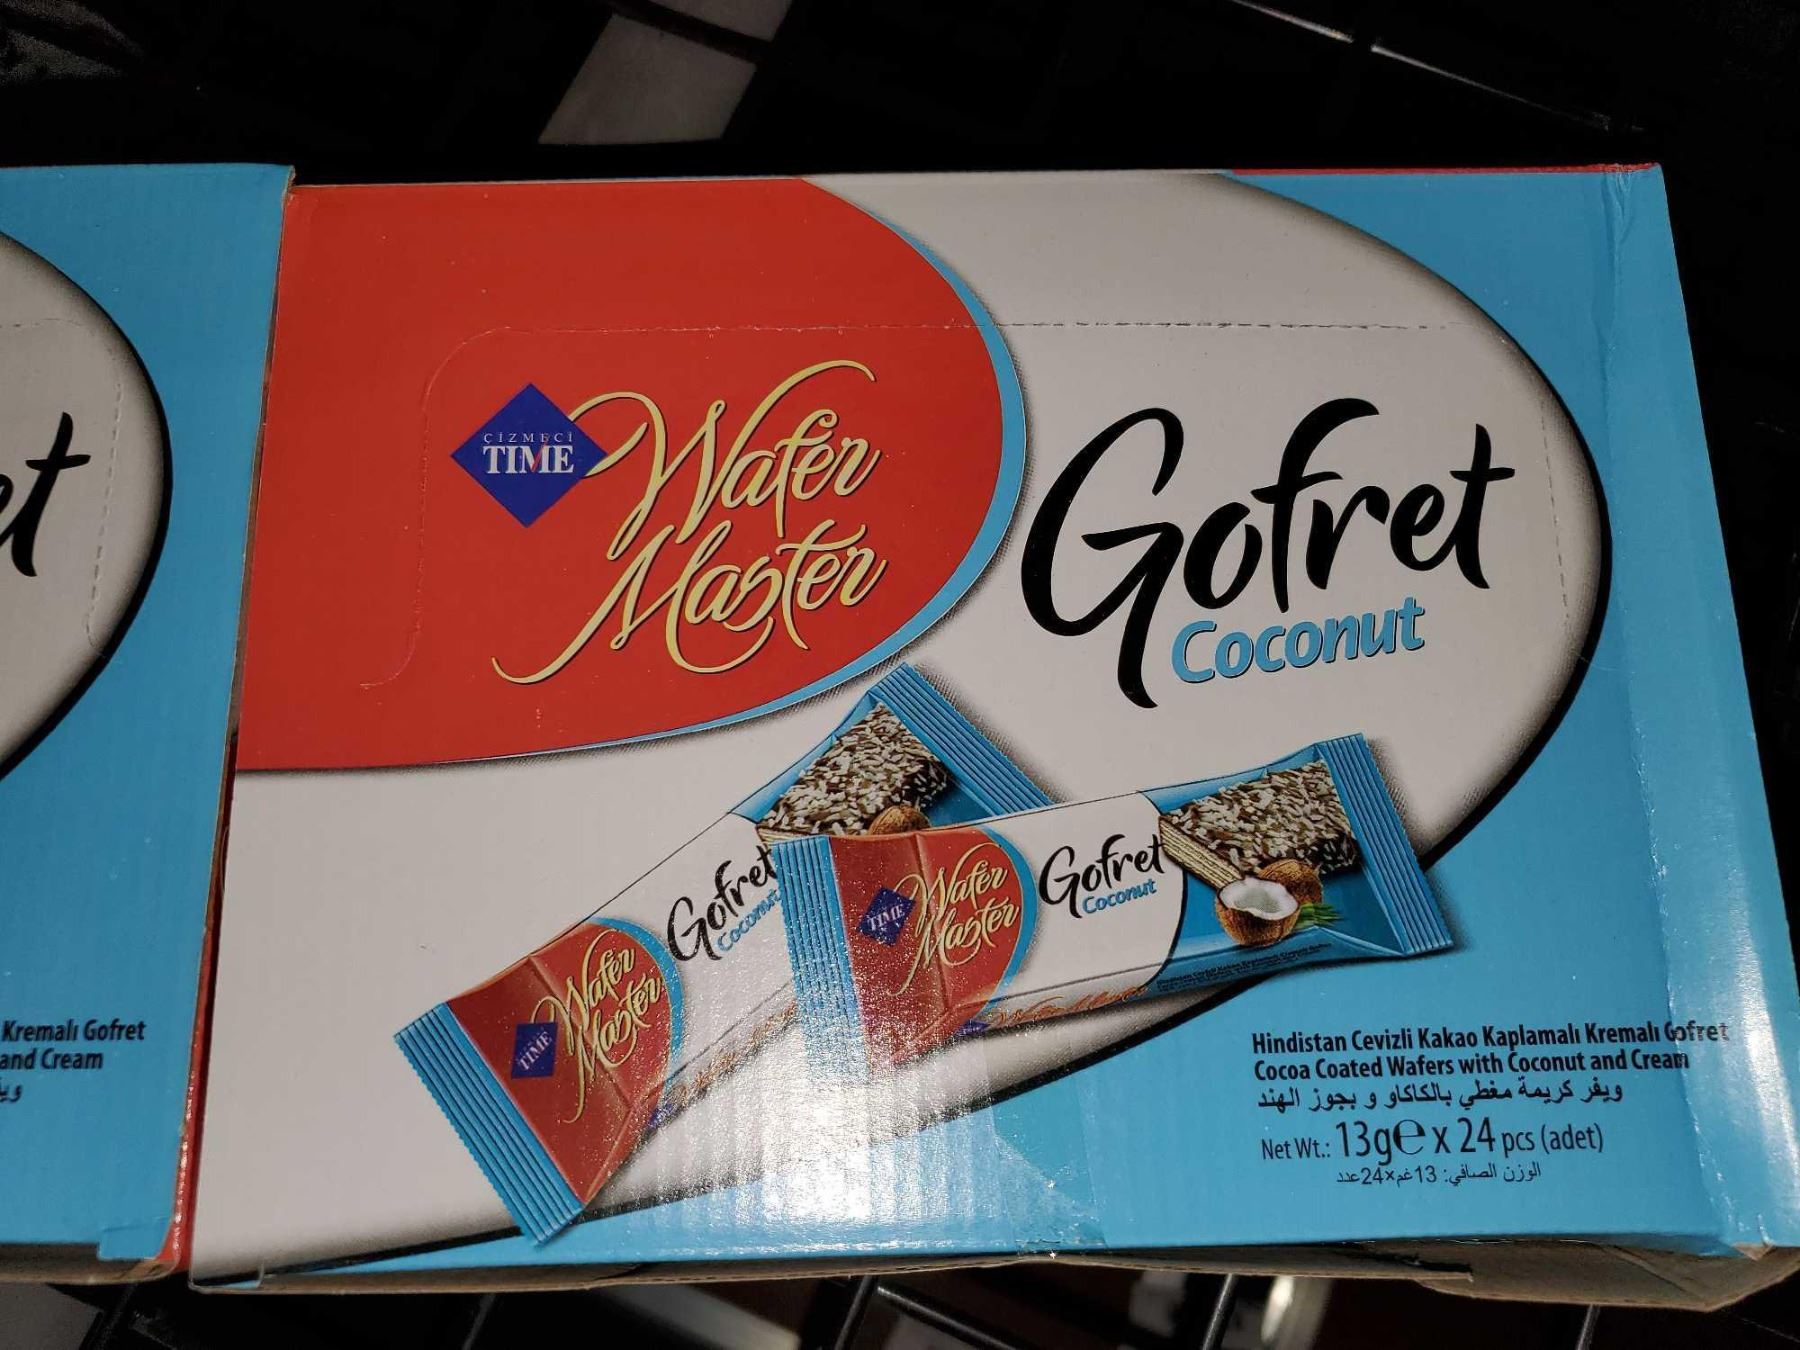 et
Kremalı Gofret
and Cream
ÇİZMECİ
TIME
Wafer
Master
Gofret
Coconut
Gofret
Coconut
TIME
Wafer
Master
TIME
Wafer
Master
Gofret
Coconut
Hindistan Cevizli Kakao Kaplamalı Kremalı Gofret
Cocoa Coated Wafers with Coconut and Cream
ويفر كريمة مغطي بالكاكاو و بجوز الهند
Net Wt.: 13g℮ x 24 pcs (adet)
الوزن الصافي: 13غم×24عدد